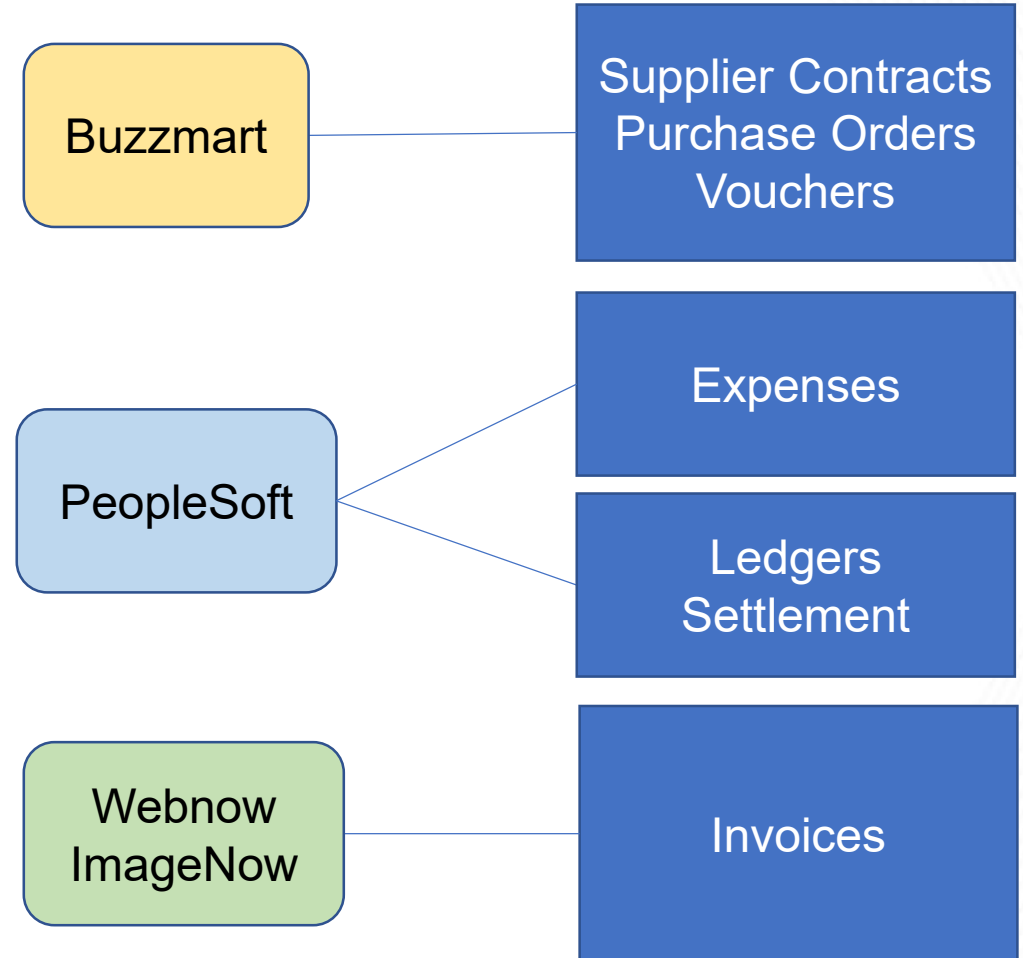 Buzzmart
Supplier Contracts
Purchase Orders
Vouchers
PeopleSoft
Expenses
Ledgers
Settlement
Webnow
ImageNow
Invoices